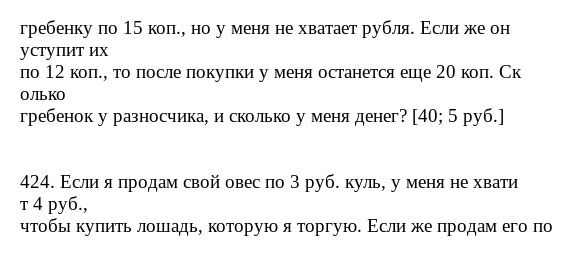 гребенку по 15 коп., но у меня не хватает рубля. Если же он
уступит их
по 12 коп., то после покупки у меня останется еще 20 коп. Ск
олько
гребенок у разносчика, и сколько у меня денег? [40; 5 руб.]
424. Если я продам свой овес по 3 руб. куль, у меня не хвати
т 4 руб.,
чтобы купить лошадь, которую я торгую. Если же продам его по